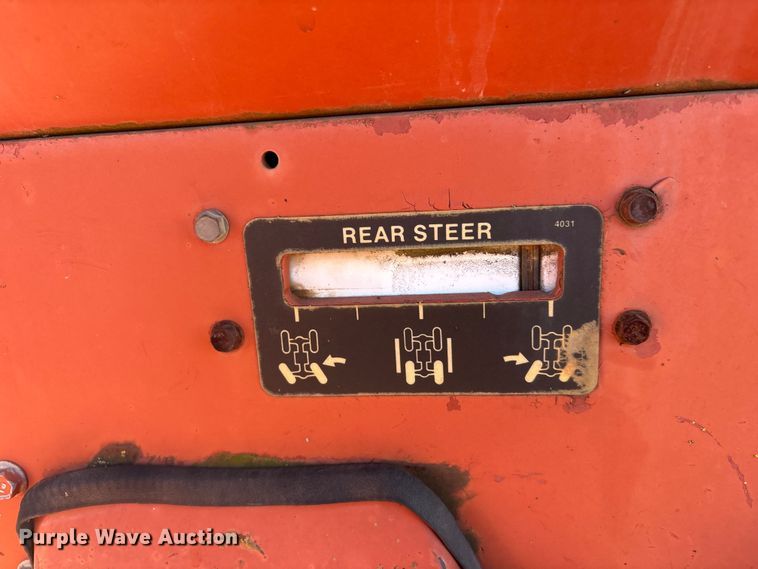 REAR STEER
4031
Purple Wave Auction